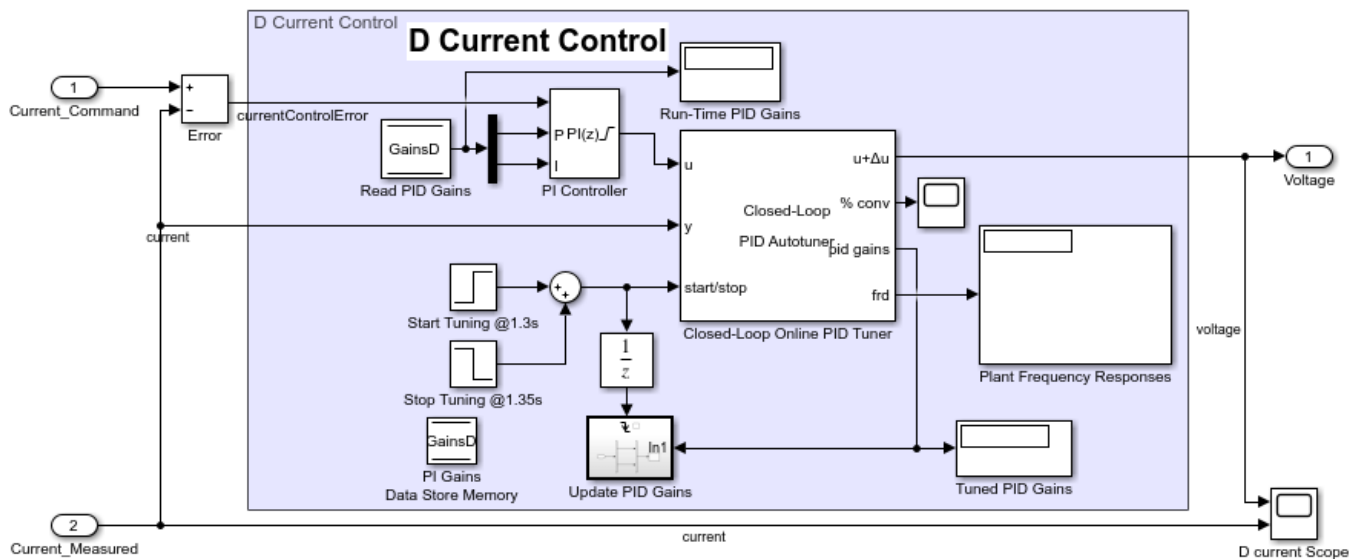 D Current Control
D Current Control
1
Current_Command
+
−
Error
currentControlError
GainsD
Read PID Gains
P
I
PI(z)
PI Controller
Run-Time PID Gains
u
y
start/stop
Closed-Loop
PID Autotuner
u+Δu
% conv
pid gains
frd
Closed-Loop Online PID Tuner
1
Voltage
current
Start Tuning @1.3s
+
+
Stop Tuning @1.35s
1
z
GainsD
PI Gains
Data Store Memory
In1
Update PID Gains
Plant Frequency Responses
Tuned PID Gains
voltage
2
Current_Measured
current
D current Scope